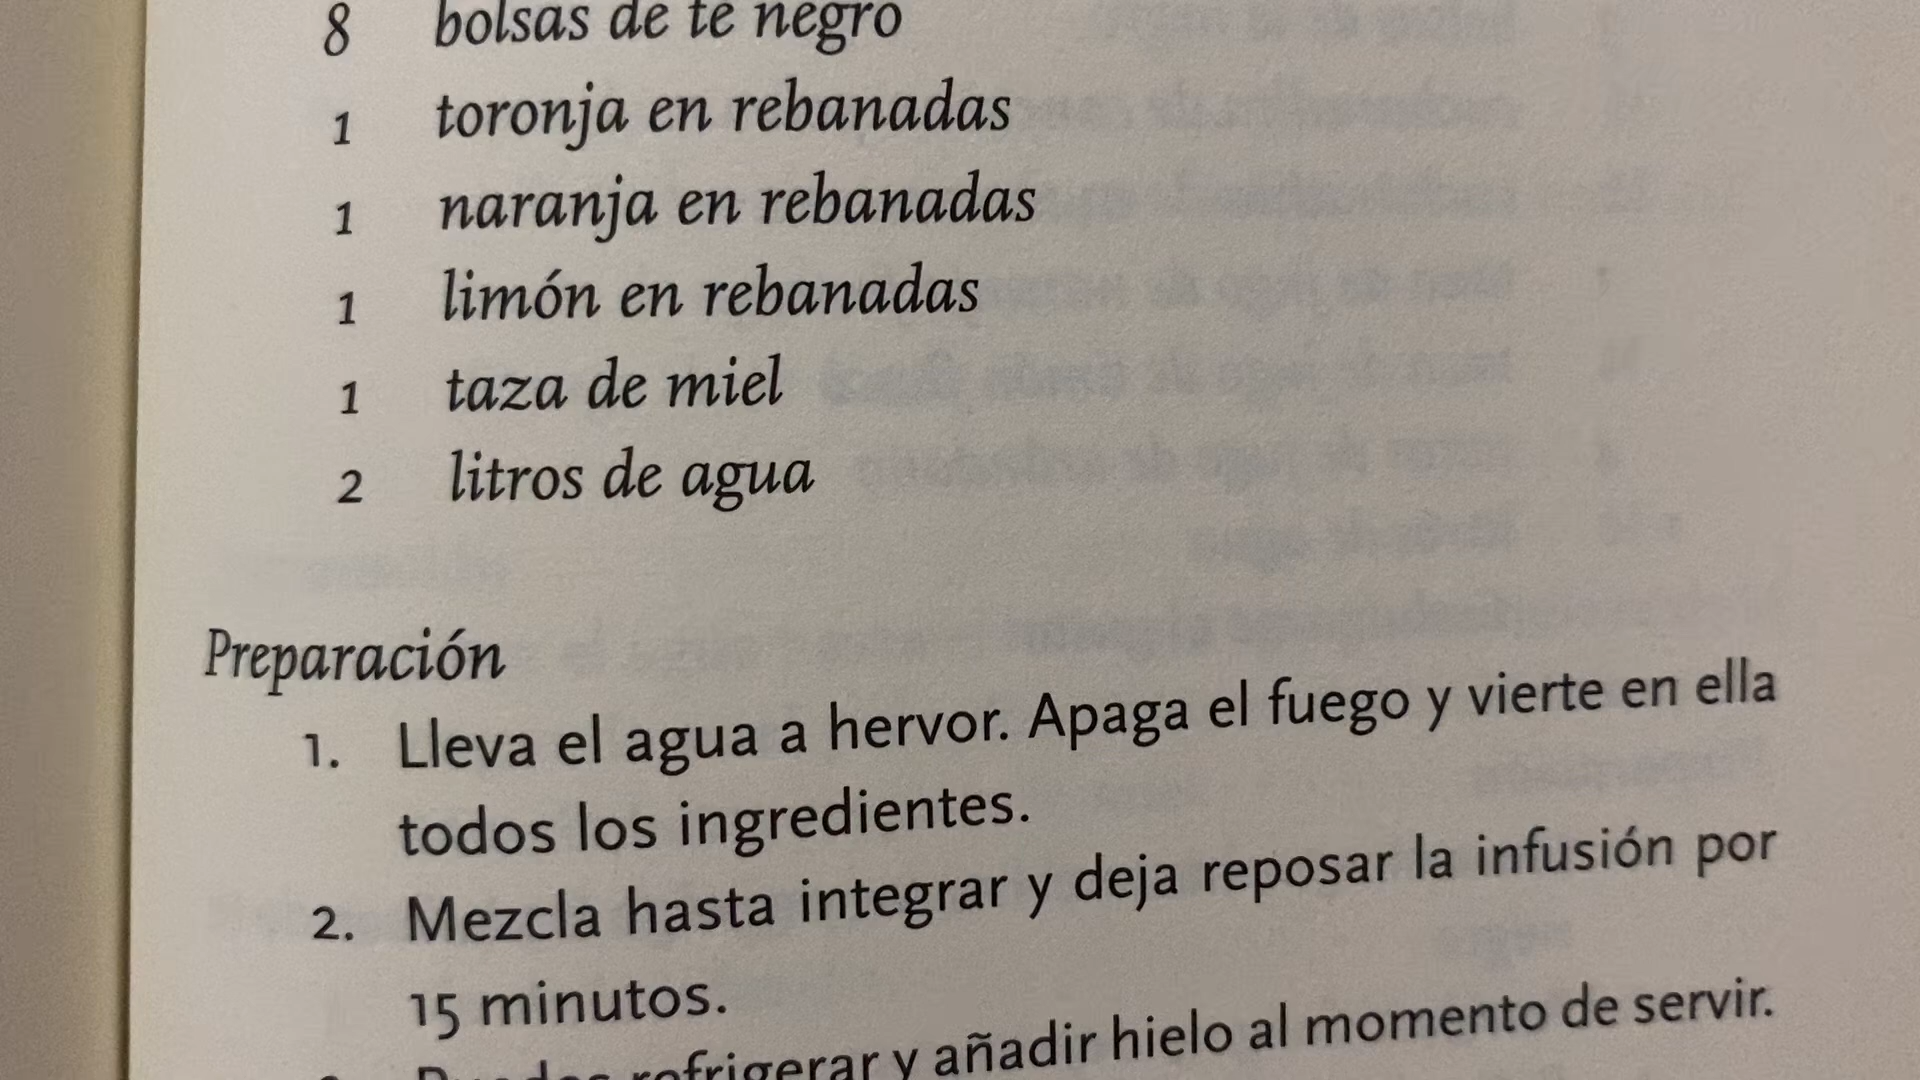 8 bolsas de té negro
1 toronja en rebanadas
1 naranja en rebanadas
1 limón en rebanadas
1 taza de miel
2 litros de agua
Preparación
1. Lleva el agua a hervor. Apaga el fuego y vierte en ella
todos los ingredientes.
2. Mezcla hasta integrar y deja reposar la infusión por
15 minutos.
refrigerar y añadir hielo al momento de servir.